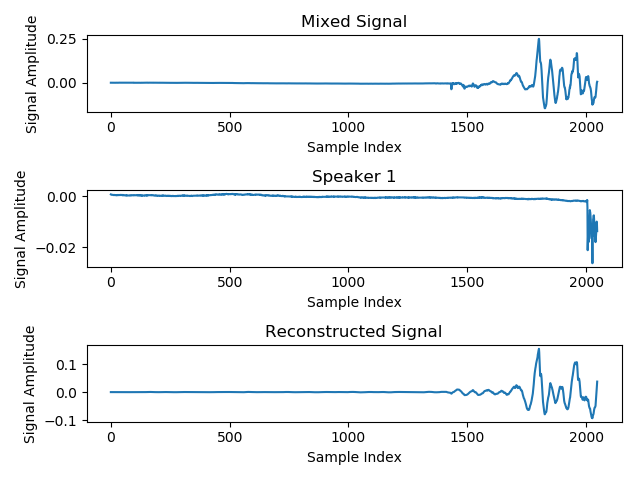 Mixed Signal
Signal Amplitude
0.25
0.00
0 500 1000 1500 2000
Sample Index
Speaker 1
Signal Amplitude
0.00
−0.02
0 500 1000 1500 2000
Sample Index
Reconstructed Signal
Signal Amplitude
0.1
0.0
−0.1
0 500 1000 1500 2000
Sample Index